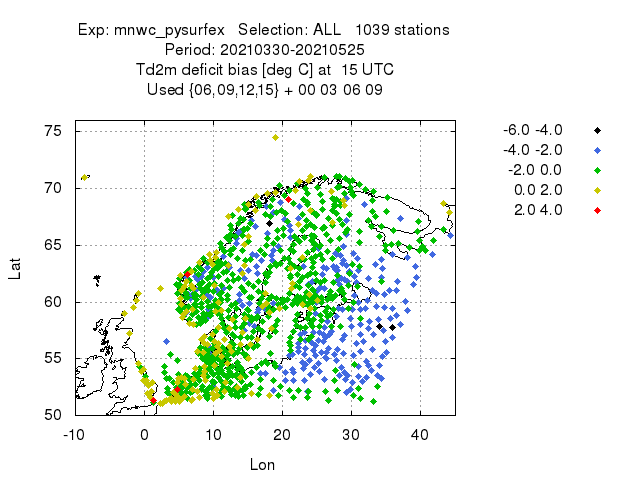 Exp: mnwc_pysurfex   Selection: ALL   1039 stations
Period: 20210330-20210525
Td2m deficit bias [deg C] at  15 UTC
Used {06,09,12,15} + 00 03 06 09
-6.0 -4.0
-4.0 -2.0
-2.0 0.0
0.0 2.0
2.0 4.0
75
70
65
60
55
50
Lat
-10 0 10 20 30 40
Lon